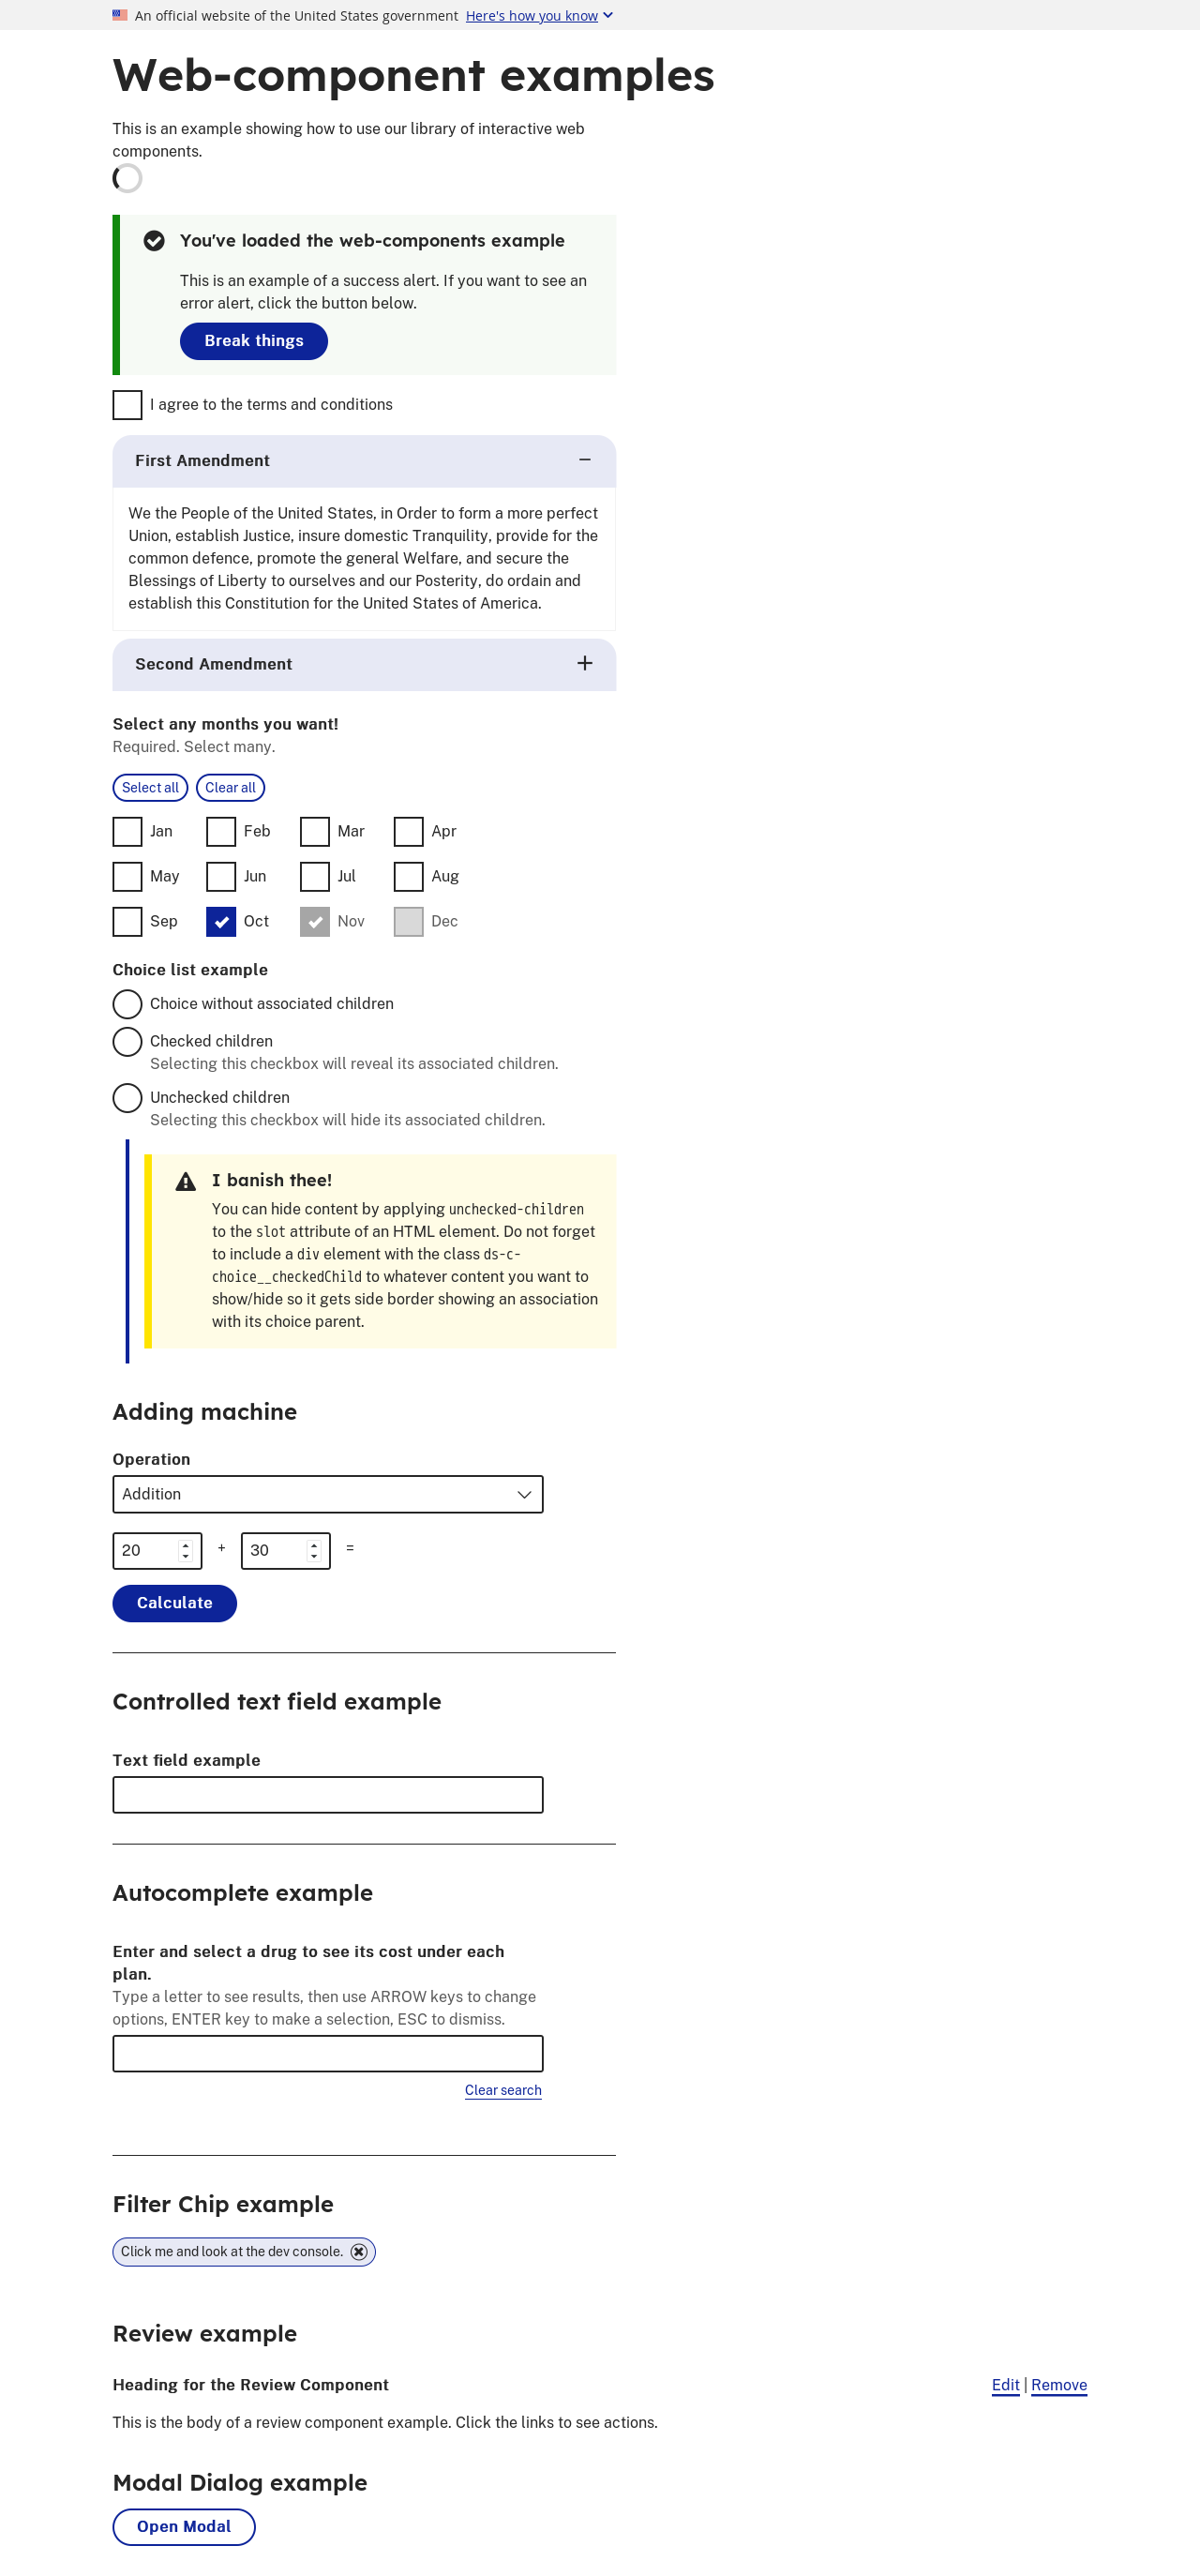 An official website of the United States government Here's how you know
Web-component examples
This is an example showing how to use our library of interactive web
components.
You've loaded the web-components example
This is an example of a success alert. If you want to see an
error alert, click the button below.
Break things
I agree to the terms and conditions
First Amendment
We the People of the United States, in Order to form a more perfect
Union, establish Justice, insure domestic Tranquility, provide for the
common defence, promote the general Welfare, and secure the
Blessings of Liberty to ourselves and our Posterity, do ordain and
establish this Constitution for the United States of America.
Second Amendment
Select any months you want!
Required. Select many.
Select all Clear all
Jan Feb Mar Apr
May Jun Jul Aug
Sep Oct Nov Dec
Choice list example
Choice without associated children
Checked children
Selecting this checkbox will reveal its associated children.
Unchecked children
Selecting this checkbox will hide its associated children.
I banish thee!
You can hide content by applying unchecked-children
to the slot attribute of an HTML element. Do not forget
to include a div element with the class ds-c-
choice__checkedChild to whatever content you want to
show/hide so it gets side border showing an association
with its choice parent.
Adding machine
Operation
Addition
20 + 30 =
Calculate
Controlled text field example
Text field example
Autocomplete example
Enter and select a drug to see its cost under each
plan.
Type a letter to see results, then use ARROW keys to change
options, ENTER key to make a selection, ESC to dismiss.
Clear search
Filter Chip example
Click me and look at the dev console.
Review example
Heading for the Review Component Edit | Remove
This is the body of a review component example. Click the links to see actions.
Modal Dialog example
Open Modal